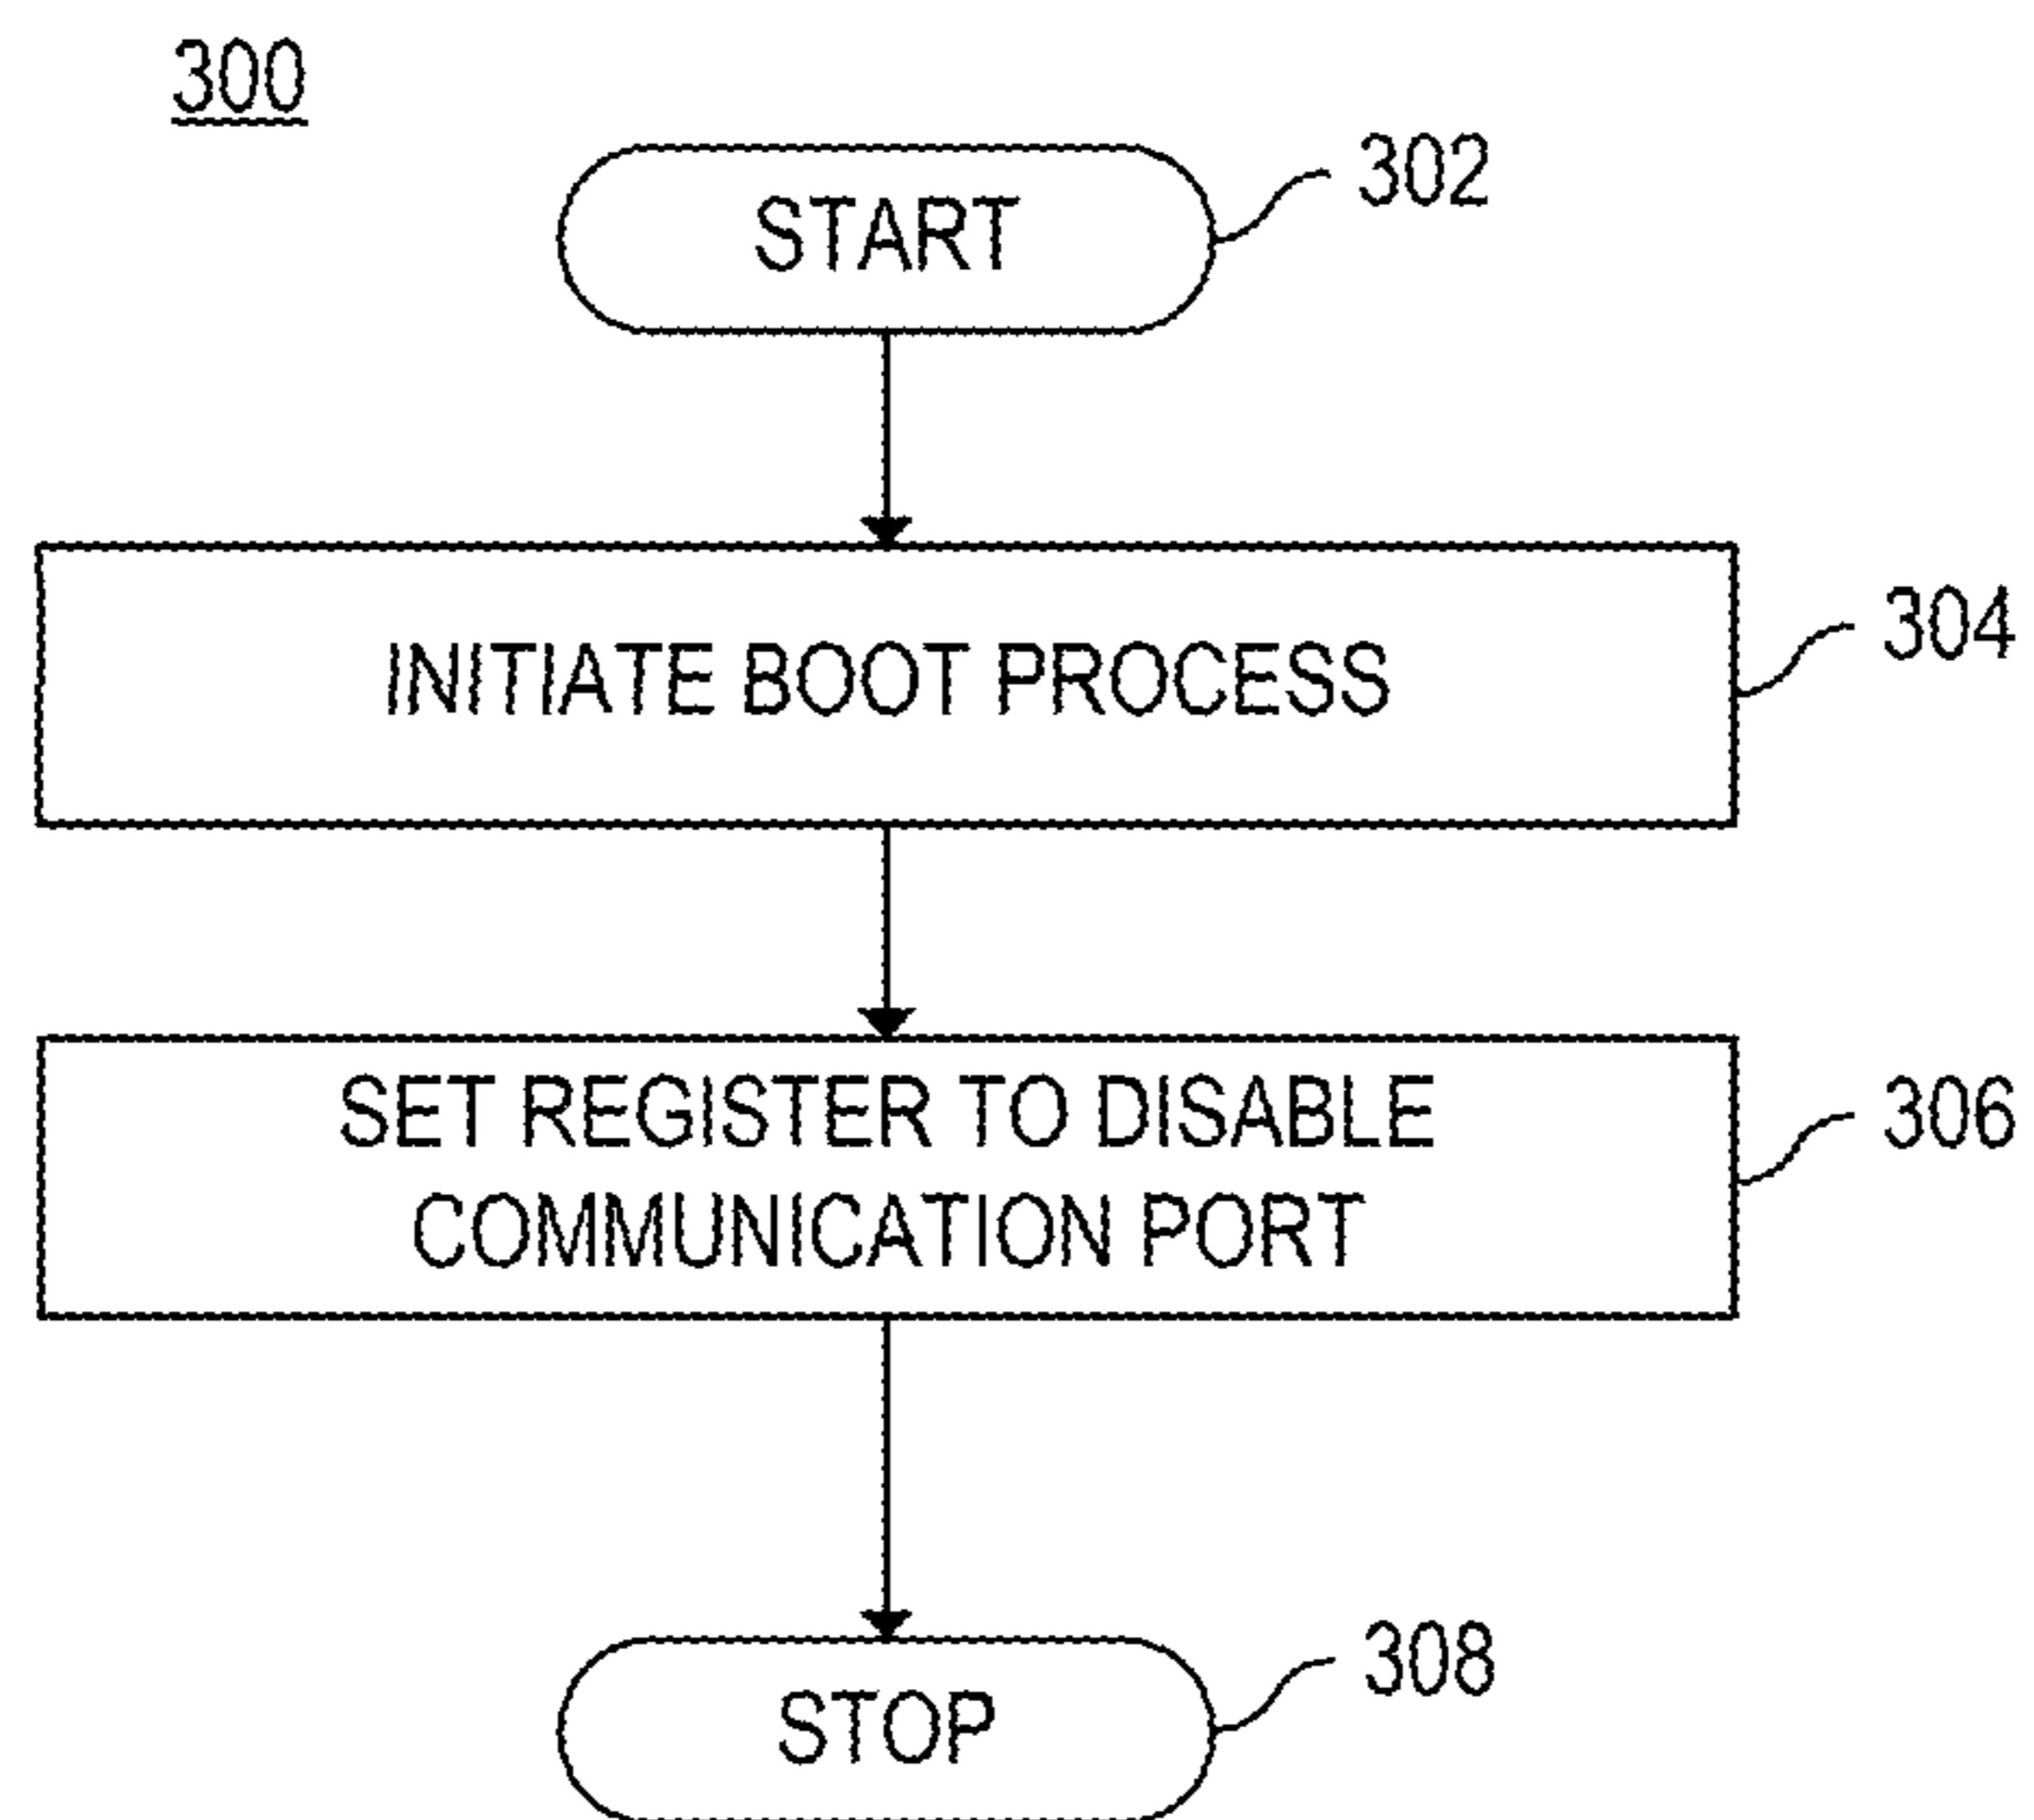 300
START
302
INITIATE BOOT PROCESS
304
SET REGISTER TO DISABLE
COMMUNICATION PORT
306
STOP
308